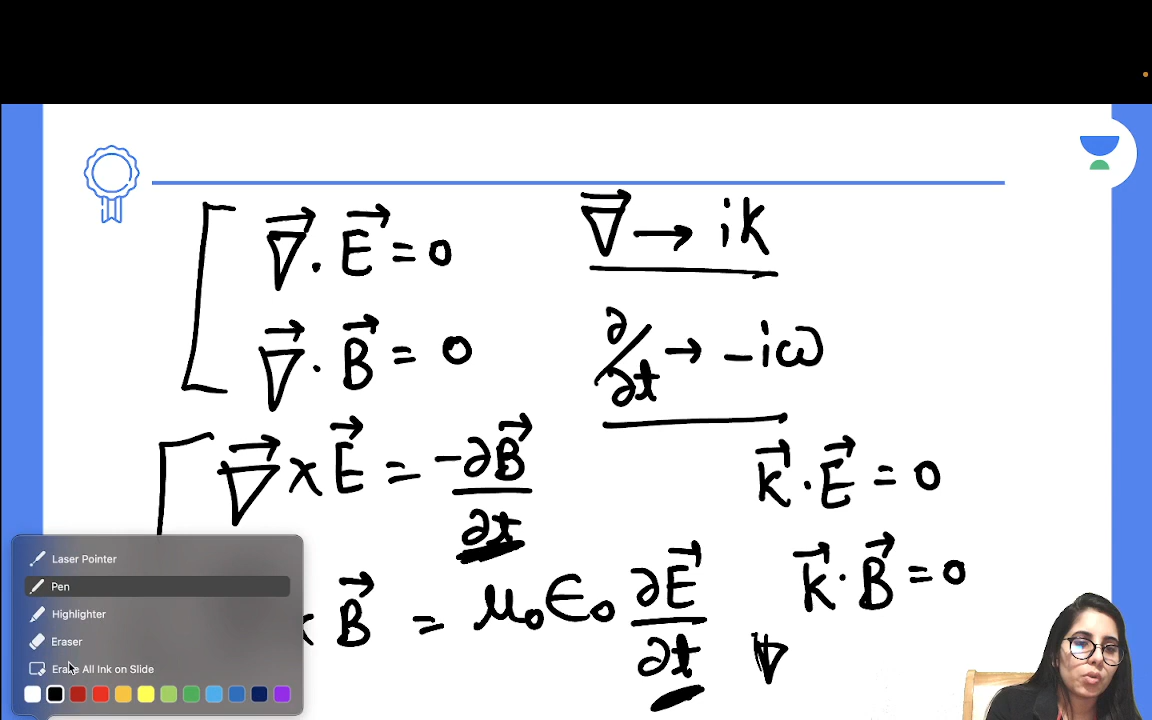 ∇⃗ · E⃗ = 0
∇⃗ → ik
∇⃗ · B⃗ = 0
∂/∂t → -iω
∇⃗ × E⃗ = -∂B⃗/∂t
k⃗ · E⃗ = 0
k⃗ · B⃗ = 0
× B⃗ = μ₀ε₀ ∂E⃗/∂t
∇
Laser Pointer
Pen
Highlighter
Eraser
Erase All Ink on Slide